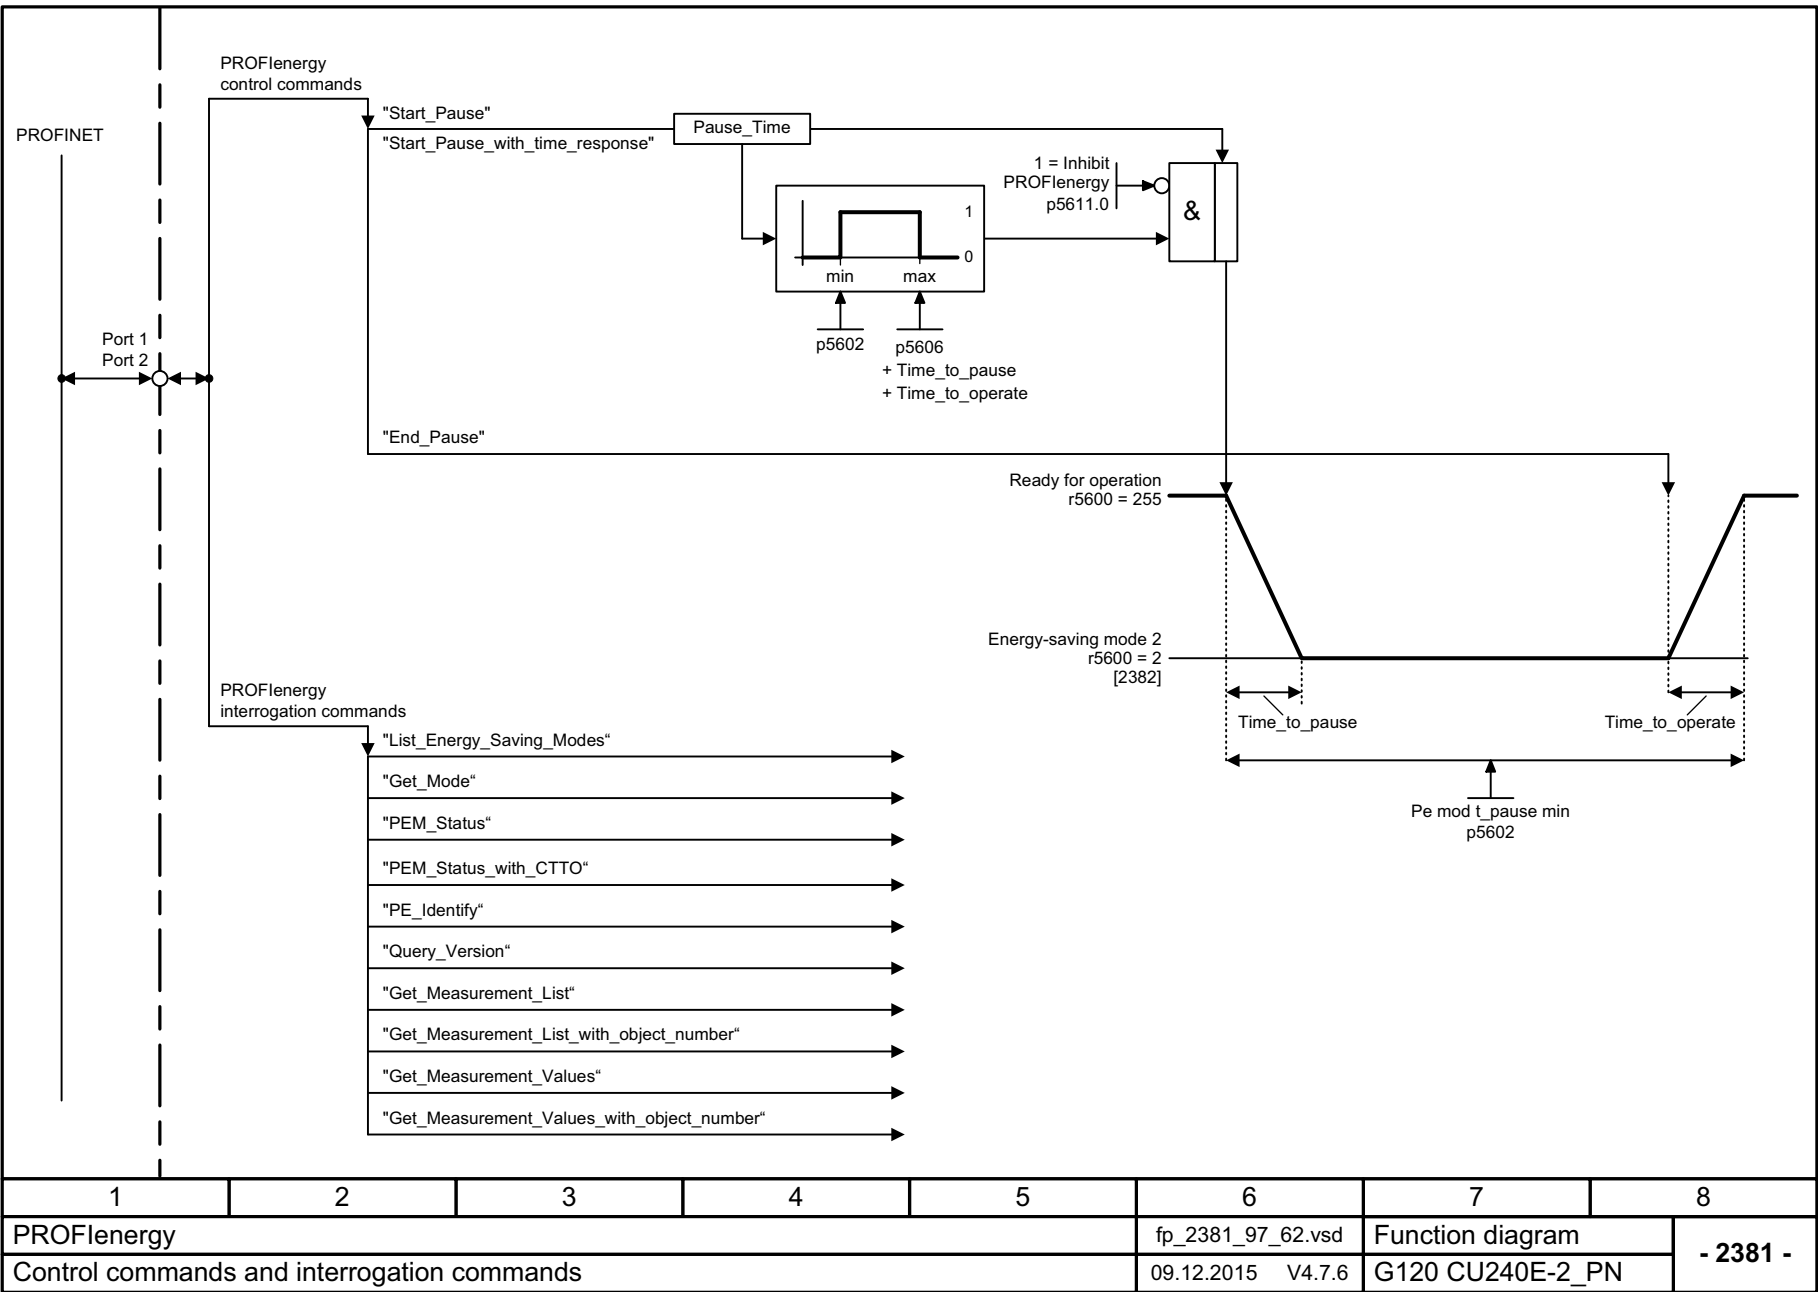 PROFIenergy
control commands
PROFINET
"Start_Pause"
"Start_Pause_with_time_response"
Pause_Time
1 = Inhibit
PROFIenergy
p5611.0
&
1
0
min
max
p5602
p5606
+ Time_to_pause
+ Time_to_operate
Port 1
Port 2
"End_Pause"
Ready for operation
r5600 = 255
Energy-saving mode 2
r5600 = 2
[2382]
Time_to_pause
Time_to_operate
Pe mod t_pause min
p5602
PROFIenergy
interrogation commands
"List_Energy_Saving_Modes“
"Get_Mode“
"PEM_Status“
"PEM_Status_with_CTTO“
"PE_Identify“
"Query_Version“
"Get_Measurement_List“
"Get_Measurement_List_with_object_number“
"Get_Measurement_Values“
"Get_Measurement_Values_with_object_number“
1 2 3 4 5 6 7 8
PROFIenergy
fp_2381_97_62.vsd
Function diagram
- 2381 -
Control commands and interrogation commands
09.12.2015 V4.7.6
G120 CU240E-2_PN